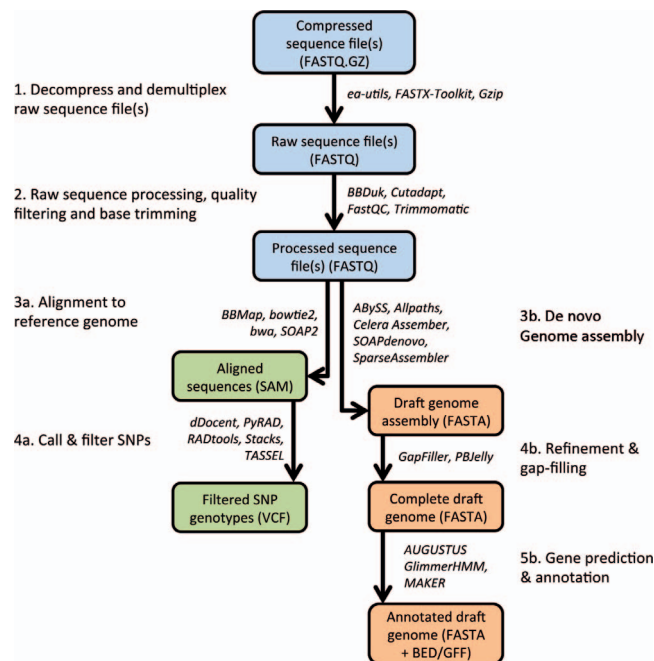 Compressed
sequence file(s)
(FASTQ.GZ)
1. Decompress and demultiplex
raw sequence file(s)
ea-utils, FASTX-Toolkit, Gzip
Raw sequence file(s)
(FASTQ)
2. Raw sequence processing, quality
filtering and base trimming
BBDuk, Cutadapt,
FastQC, Trimmomatic
Processed sequence
file(s) (FASTQ)
3a. Alignment to
reference genome
BBMap, bowtie2,
bwa, SOAP2
ABySS, Allpaths,
Celera Assember,
SOAPdenovo,
SparseAssembler
3b. De novo
Genome assembly
Aligned
sequences (SAM)
Draft genome
assembly (FASTA)
4a. Call & filter SNPs
dDocent, PyRAD,
RADtools, Stacks,
TASSEL
GapFiller, PBJelly
4b. Refinement &
gap-filling
Filtered SNP
genotypes (VCF)
Complete draft
genome (FASTA)
AUGUSTUS
GlimmerHMM,
MAKER
5b. Gene prediction
& annotation
Annotated draft
genome (FASTA
+ BED/GFF)